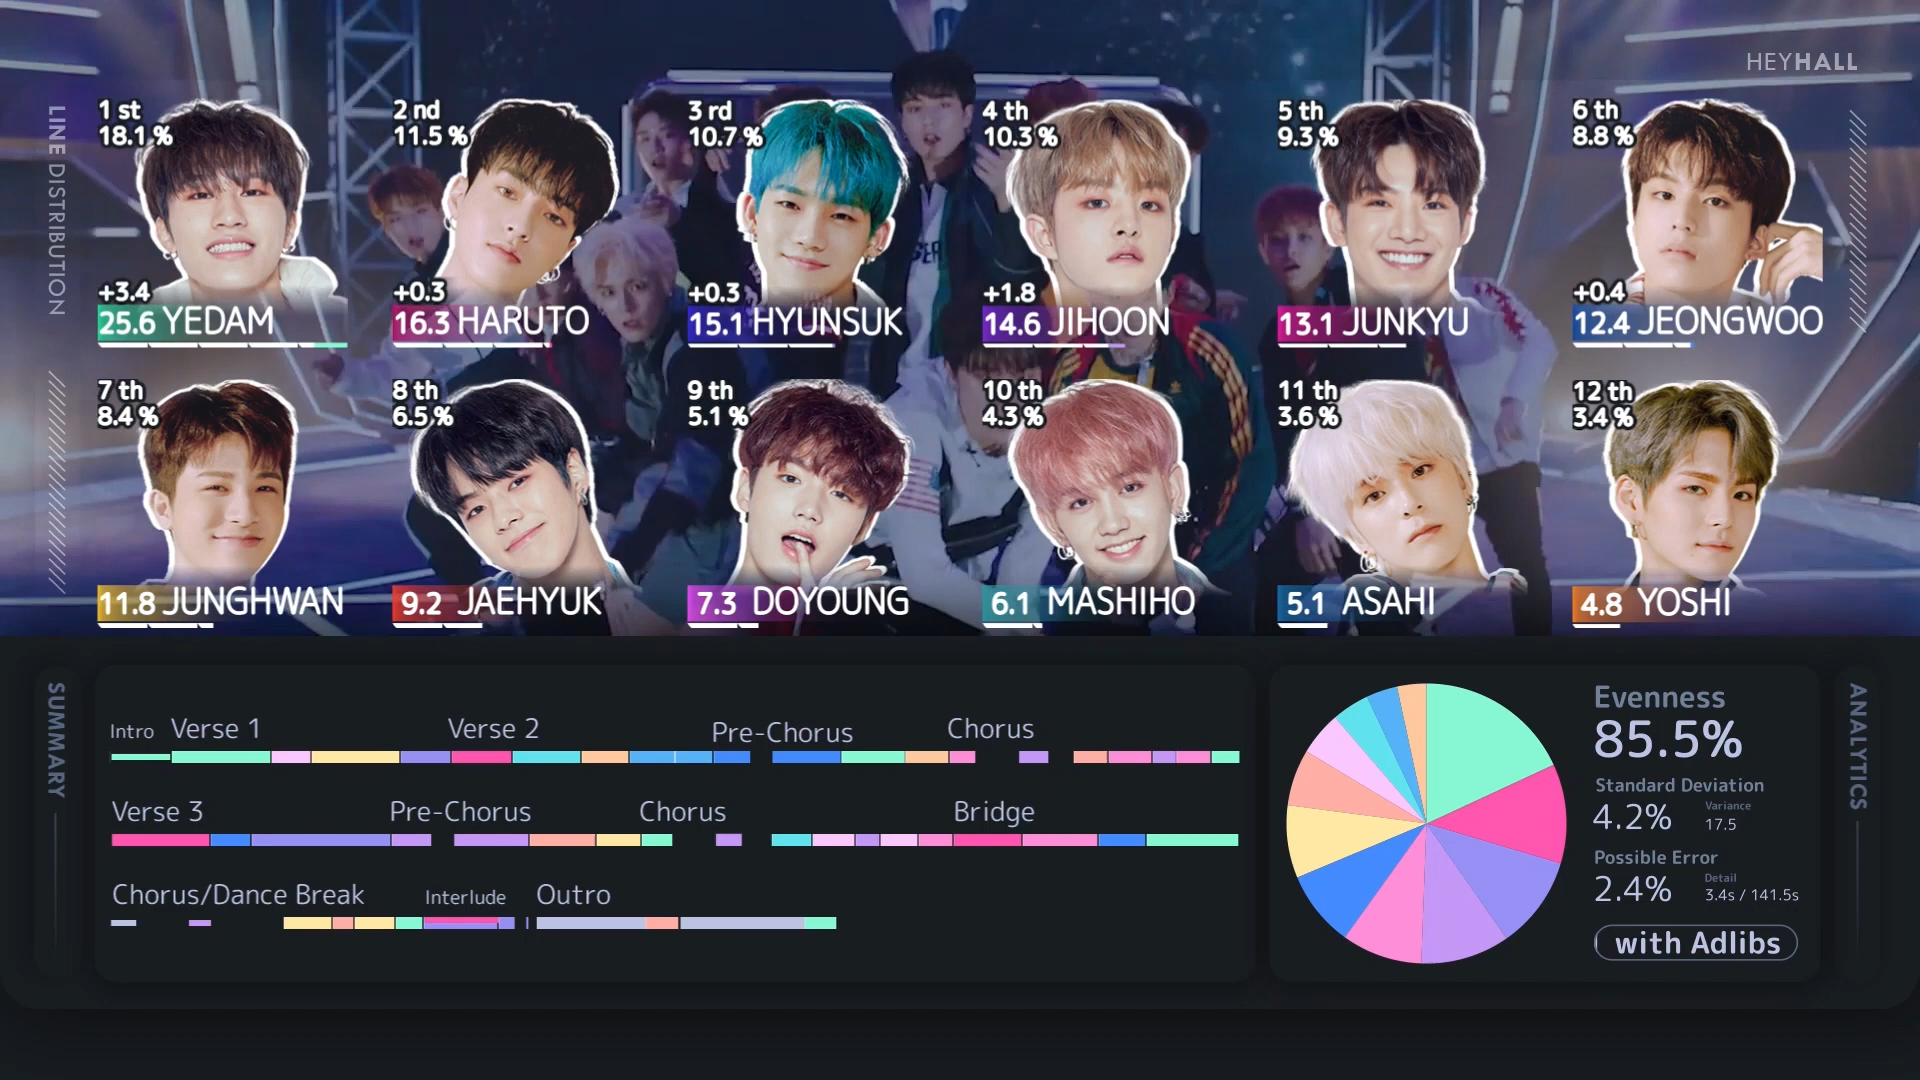 HEYHALL
LINE DISTRIBUTION
1 st
18.1 %
+3.4
25.6 YEDAM
2 nd
11.5 %
+0.3
16.3 HARUTO
3 rd
10.7 %
+0.3
15.1 HYUNSUK
4 th
10.3 %
+1.8
14.6 JIHOON
5 th
9.3 %
13.1 JUNKYU
6 th
8.8 %
+0.4
12.4 JEONGWOO
7 th
8.4 %
11.8 JUNGHWAN
8 th
6.5 %
9.2 JAEHYUK
9 th
5.1 %
7.3 DOYOUNG
10 th
4.3 %
6.1 MASHIHO
11 th
3.6 %
5.1 ASAHI
12 th
3.4 %
4.8 YOSHI
SUMMARY
Intro Verse 1 Verse 2 Pre-Chorus Chorus
Verse 3 Pre-Chorus Chorus Bridge
Chorus/Dance Break Interlude Outro
Evenness
85.5%
Standard Deviation
4.2%
Variance
17.5
Possible Error
2.4%
Detail
3.4s / 141.5s
with Adlibs
ANALYTICS